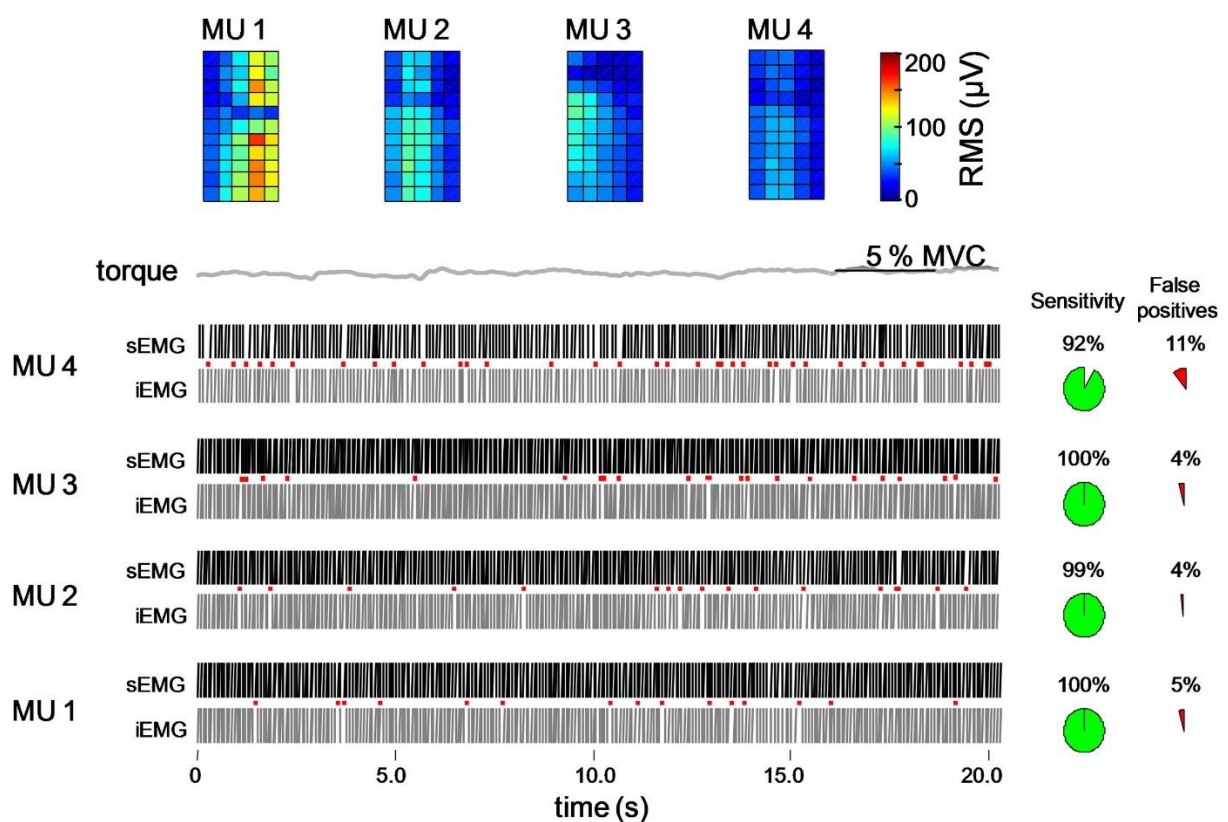 MU 1 MU 2 MU 3 MU 4
200
100
0
RMS (µV)
torque
5 % MVC
Sensitivity
False
positives
MU 4
sEMG
iEMG
92%
11%
MU 3
sEMG
iEMG
100%
4%
MU 2
sEMG
iEMG
99%
4%
MU 1
sEMG
iEMG
100%
5%
0 5.0 10.0 15.0 20.0
time (s)